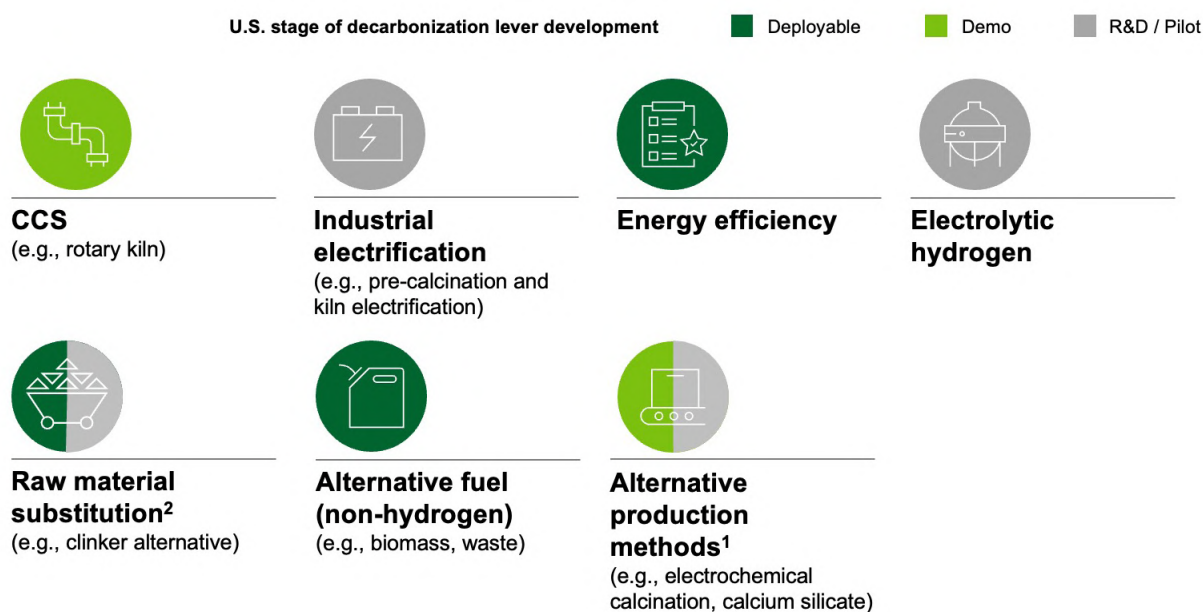 U.S. stage of decarbonization lever development
Deployable
Demo
R&D / Pilot
CCS
(e.g., rotary kiln)
Industrial
electrification
(e.g., pre-calcination and
kiln electrification)
Energy efficiency
Electrolytic
hydrogen
Raw material
substitution²
(e.g., clinker alternative)
Alternative fuel
(non-hydrogen)
(e.g., biomass, waste)
Alternative
production
methods¹
(e.g., electrochemical
calcination, calcium silicate)